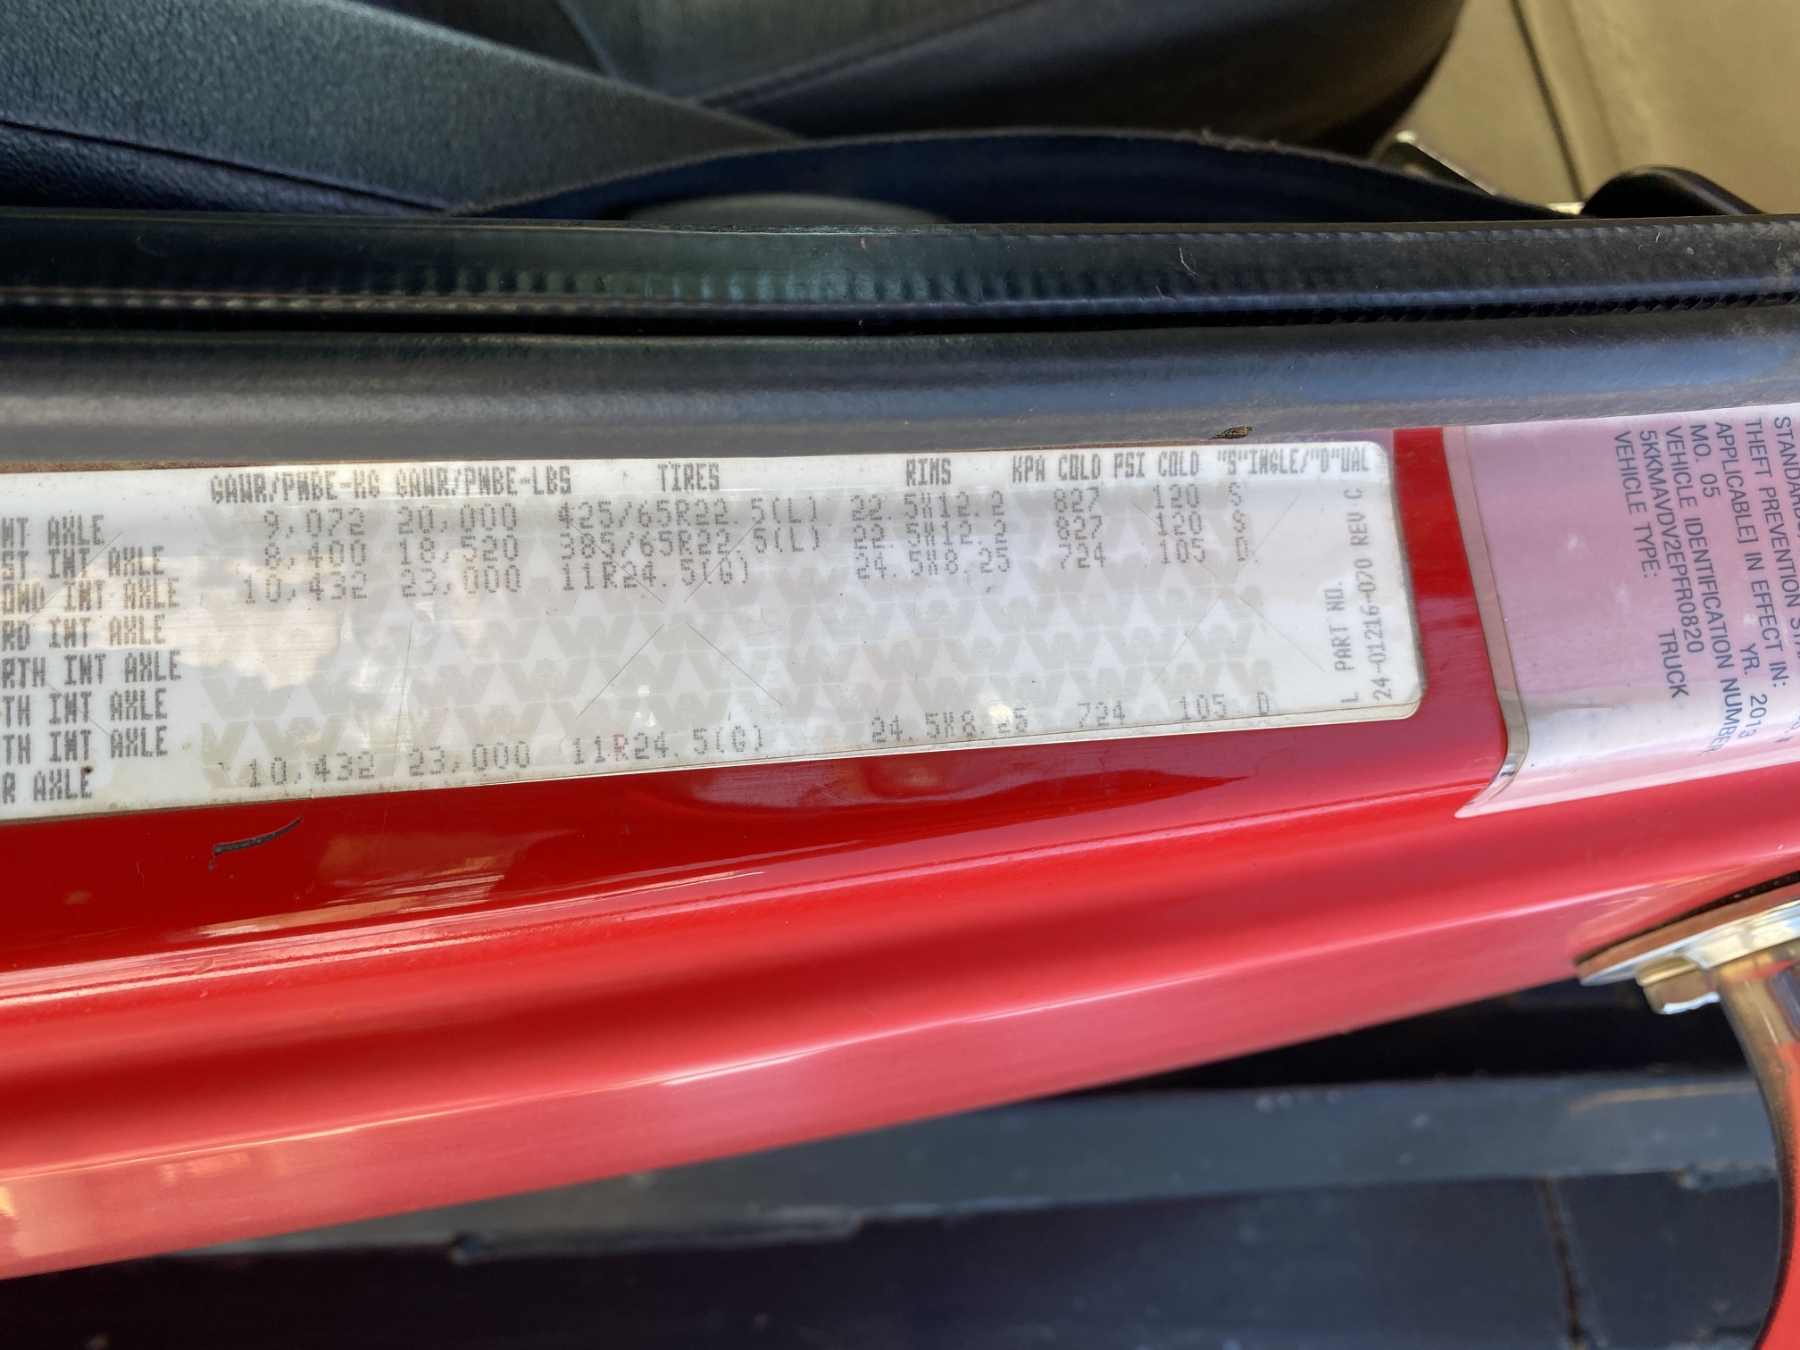 GAWR/PNBE-KG GAWR/PNBE-LBS TIRES RIMS KPA COLD PSI COLD "S"INGLE/"D"UAL
NT AXLE 9,072 20,000 425/65R22.5(L) 22.5X12.2 827 120 S
ST INT AXLE 8,400 18,520 385/65R22.5(L) 22.5X12.2 827 120 S
OND INT AXLE 10,432 23,000 11R24.5(G) 24.5X8.25 724 105 D
RD INT AXLE
RTH INT AXLE
TH INT AXLE
TH INT AXLE
R AXLE 10,432 23,000 11R24.5(G) 24.5X8.25 724 105 D
L PART NO.
24-01216-070 REV C
STANDARDS,
THEFT PREVENTION STA
APPLICABLE] IN EFFECT IN:
MO. 05 YR. 2013
VEHICLE IDENTIFICATION NUMBER
5KKMAVDV2EPFR0820
VEHICLE TYPE: TRUCK